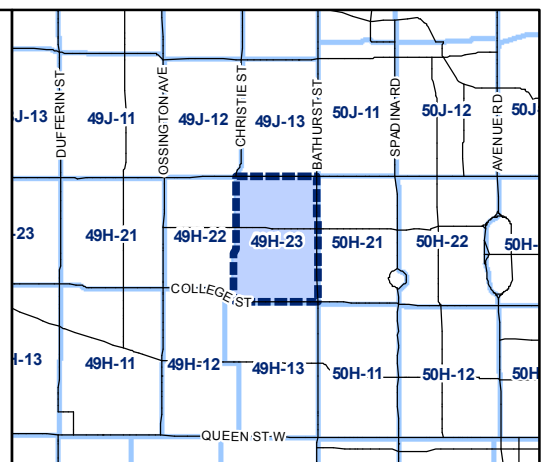 DUFFERIN ST
OSSINGTON AVE
CHRISTIE ST
BATHURST ST
SPADINA RD
AVENUE RD
J-13
49J-11
49J-12
49J-13
50J-11
50J-12
50J
-23
49H-21
49H-22
49H-23
50H-21
50H-22
50H-
COLLEGE ST
H-13
49H-11
49H-12
49H-13
50H-11
50H-12
50H
QUEEN ST W